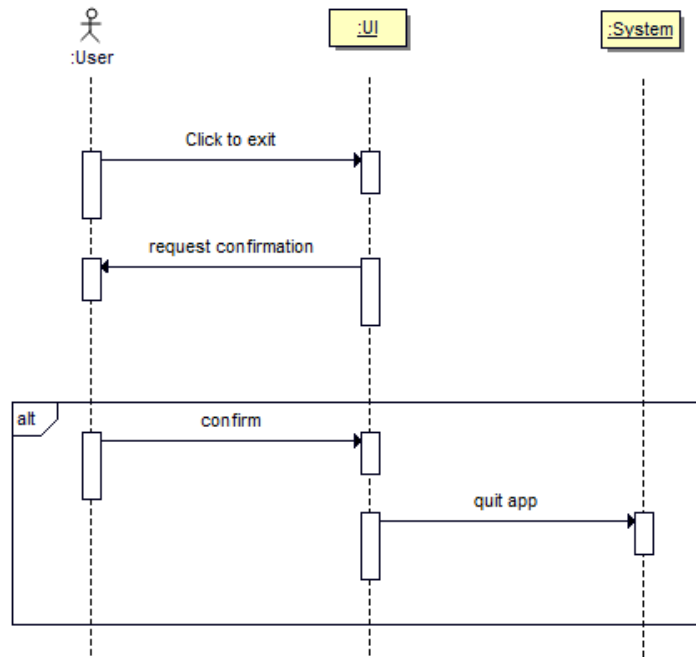 :User
:UI
:System
Click to exit
request confirmation
alt
confirm
quit app